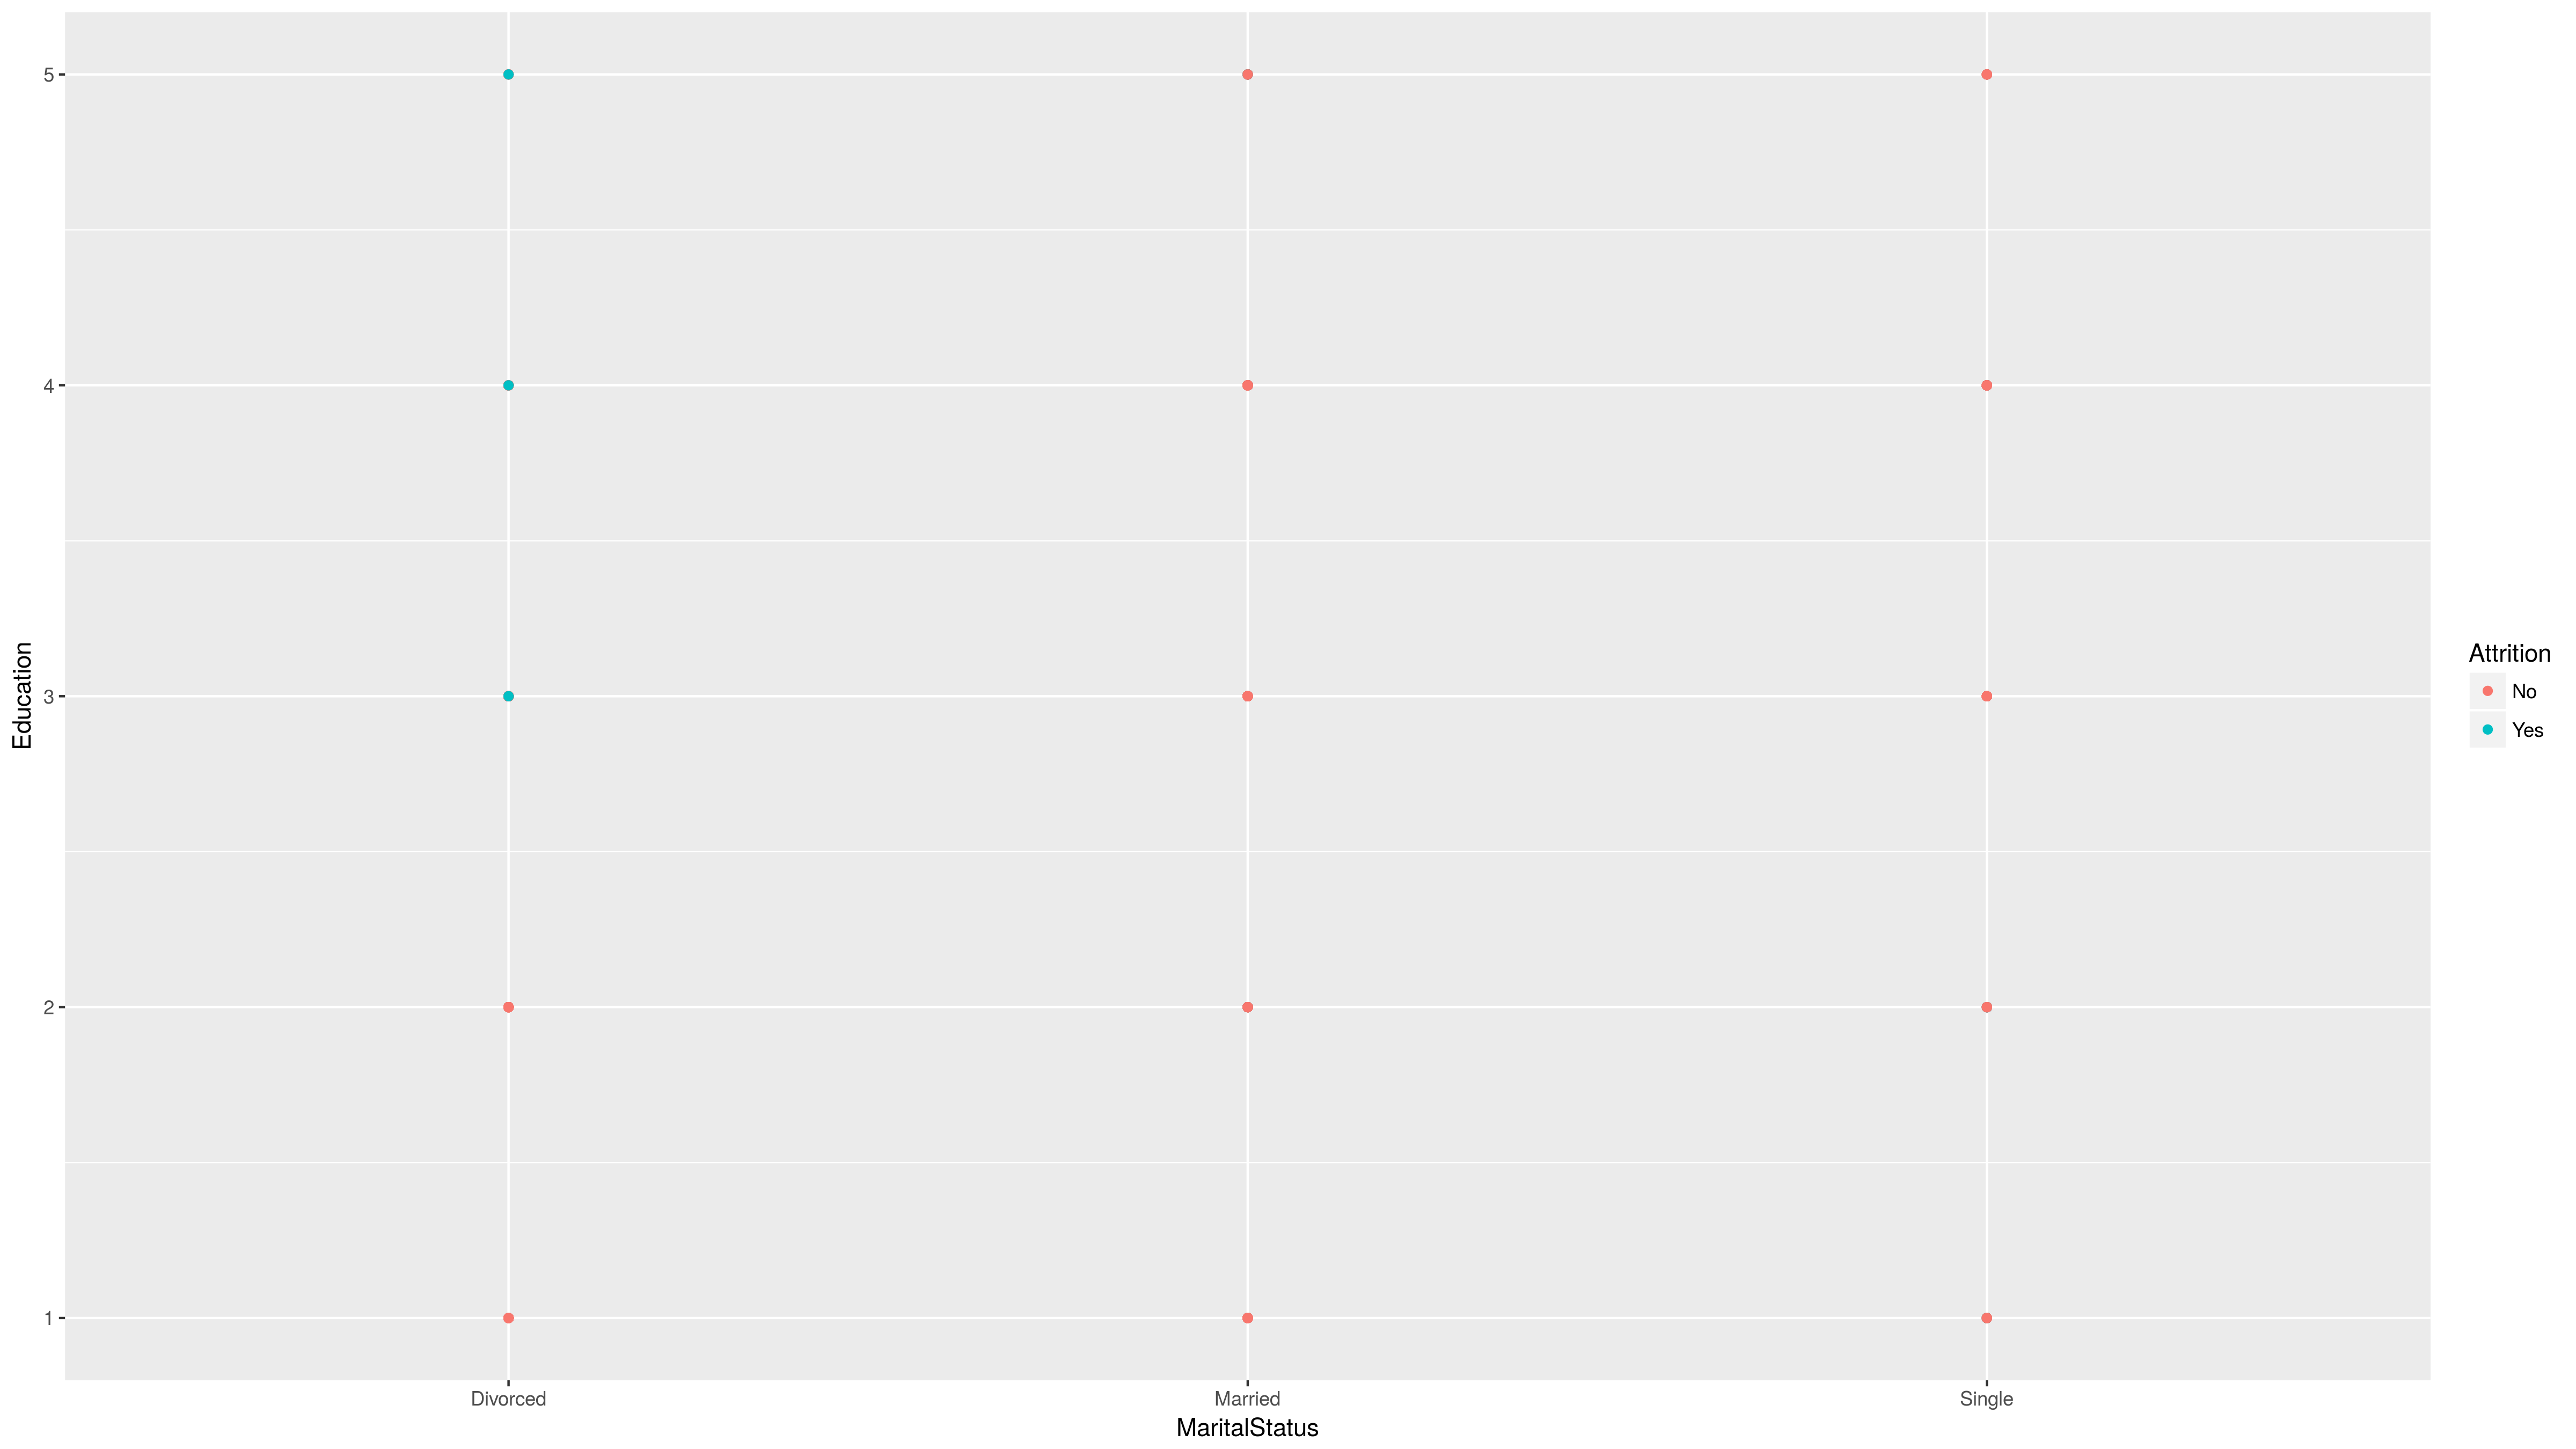 5
4
3
2
1
Education
Divorced
Married
Single
MaritalStatus
Attrition
No
Yes